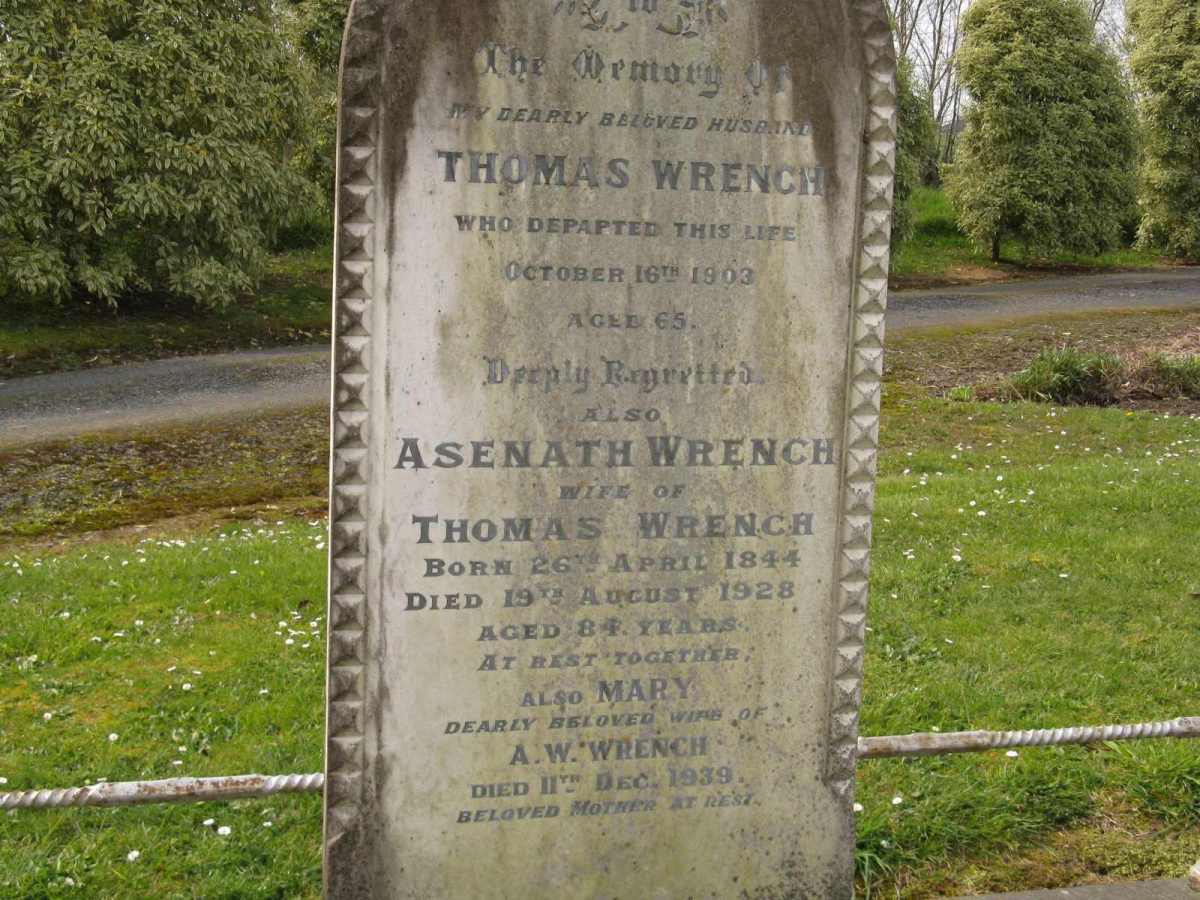 The Memory Of
MY DEARLY BELOVED HUSBAND
THOMAS WRENCH
WHO DEPARTED THIS LIFE
OCTOBER 16TH 1903
AGED 65.
Deeply Regretted.
ALSO
ASENATH WRENCH
WIFE OF
THOMAS WRENCH
BORN 26TH APRIL 1844
DIED 19TH AUGUST 1928
AGED 84 YEARS.
AT REST TOGETHER,
ALSO MARY
DEARLY BELOVED WIFE OF
A.W. WRENCH
DIED 11TH DEC. 1939.
BELOVED MOTHER AT REST.